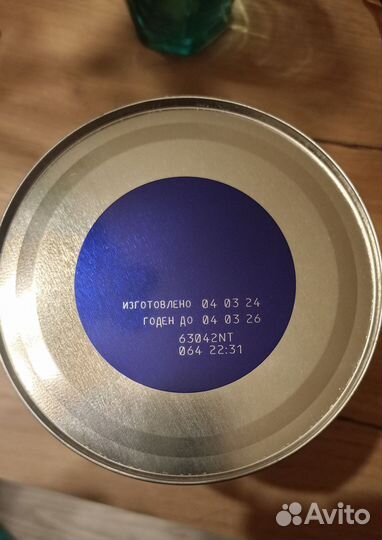 ИЗГОТОВЛЕНО 04 03 24
ГОДЕН ДО 04 03 26
63042NT
064 22:31
Avito